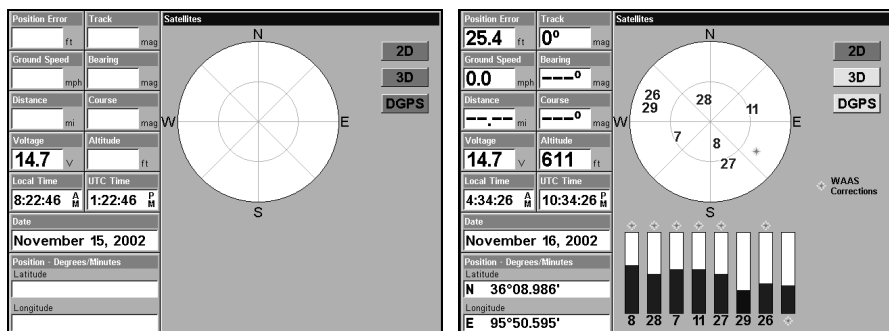 Position Error Track Satellites
ft mag
Ground Speed Bearing
mph mag
Distance Course
mi mag
Voltage Altitude
14.7 V ft
Local Time UTC Time
8:22:46 AM 1:22:46 PM
Date
November 15, 2002
Position - Degrees/Minutes
Latitude
Longitude
N
W E
S
2D
3D
DGPS
Position Error Track Satellites
25.4 ft 0º mag
Ground Speed Bearing
0.0 mph ---º mag
Distance Course
--.-- mi ---º mag
Voltage Altitude
14.7 V 611 ft
Local Time UTC Time
4:34:26 AM 10:34:26 PM
Date
November 16, 2002
Position - Degrees/Minutes
Latitude
N 36°08.986'
Longitude
E 95°50.595'
N
26
29 28 11
W E
7 8
27
S
2D
3D
DGPS
WAAS
Corrections
8 28 7 11 27 29 26